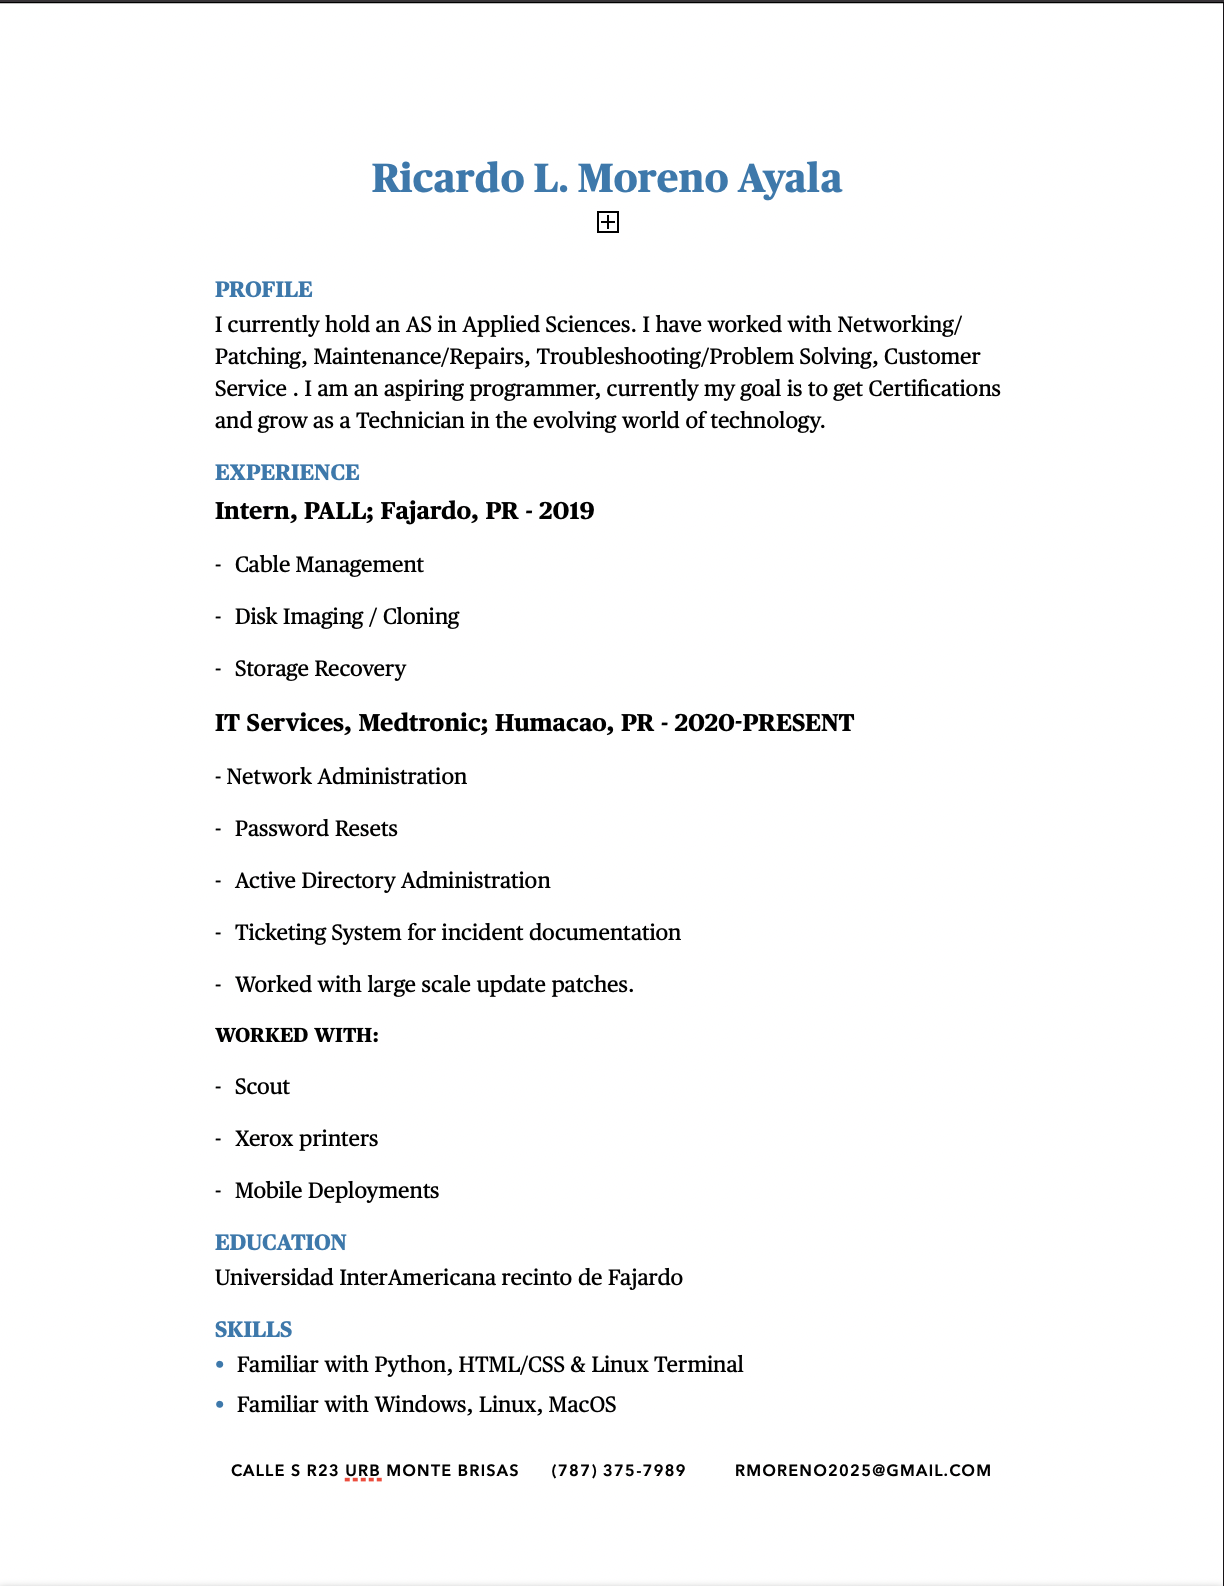 Ricardo L. Moreno Ayala
PROFILE
I currently hold an AS in Applied Sciences. I have worked with Networking/
Patching, Maintenance/Repairs, Troubleshooting/Problem Solving, Customer
Service . I am an aspiring programmer, currently my goal is to get Certifications
and grow as a Technician in the evolving world of technology.
EXPERIENCE
Intern, PALL; Fajardo, PR - 2019
- Cable Management
- Disk Imaging / Cloning
- Storage Recovery
IT Services, Medtronic; Humacao, PR - 2020-PRESENT
- Network Administration
- Password Resets
- Active Directory Administration
- Ticketing System for incident documentation
- Worked with large scale update patches.
WORKED WITH:
- Scout
- Xerox printers
- Mobile Deployments
EDUCATION
Universidad InterAmericana recinto de Fajardo
SKILLS
• Familiar with Python, HTML/CSS & Linux Terminal
• Familiar with Windows, Linux, MacOS
CALLE S R23 URB MONTE BRISAS (787) 375-7989 RMORENO2025@GMAIL.COM